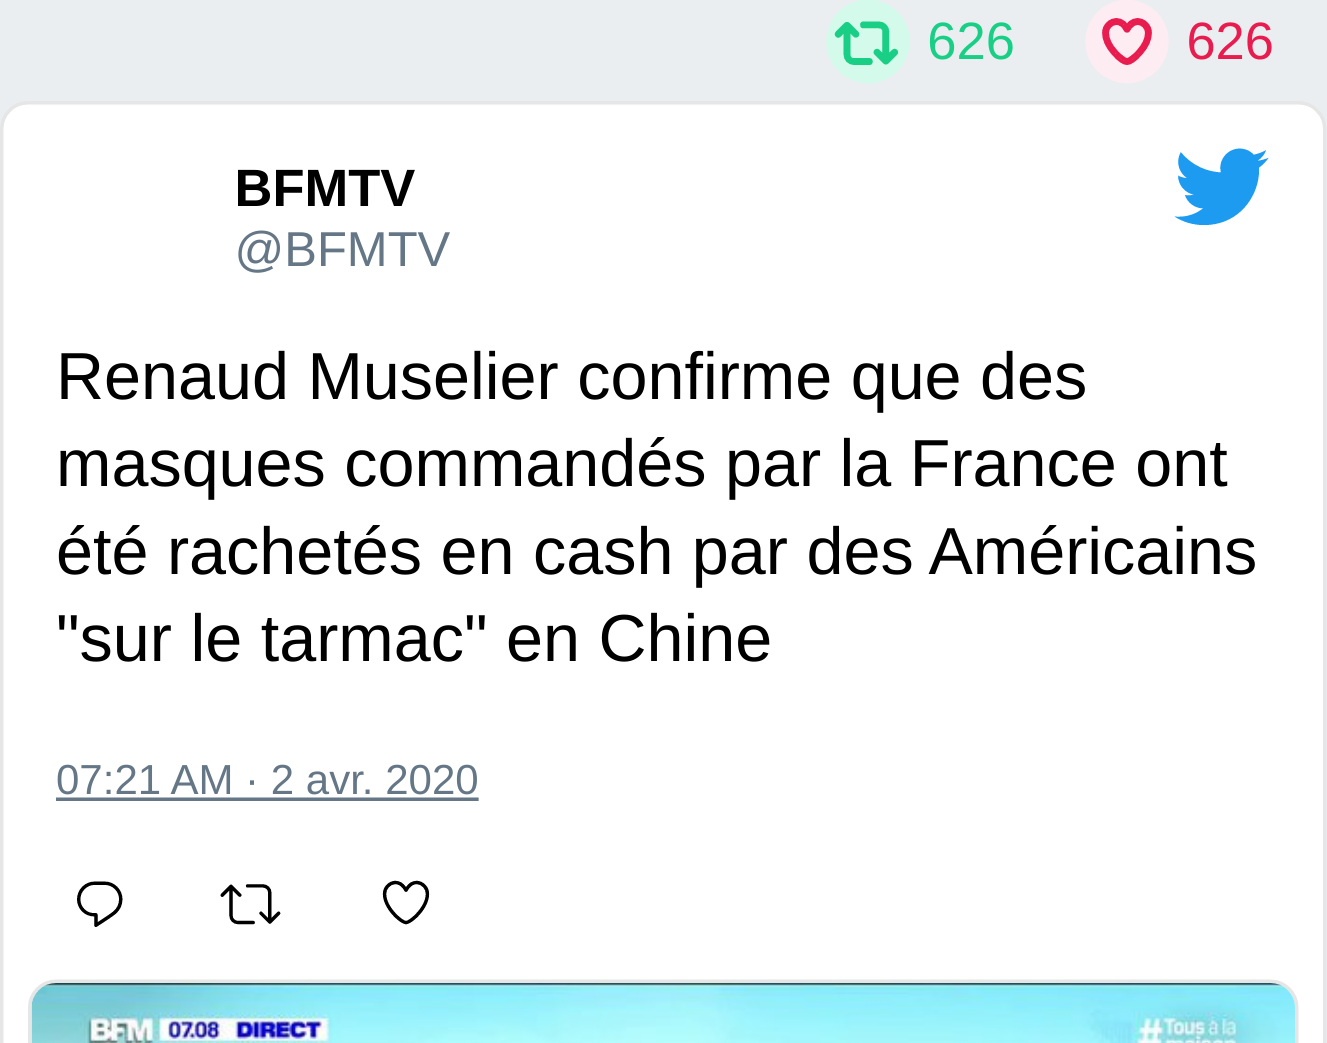 626 626
BFMTV
@BFMTV
Renaud Muselier confirme que des
masques commandés par la France ont
été rachetés en cash par des Américains
"sur le tarmac" en Chine
07:21 AM · 2 avr. 2020
BFM 07.08 DIRECT
#Tous à la
maison